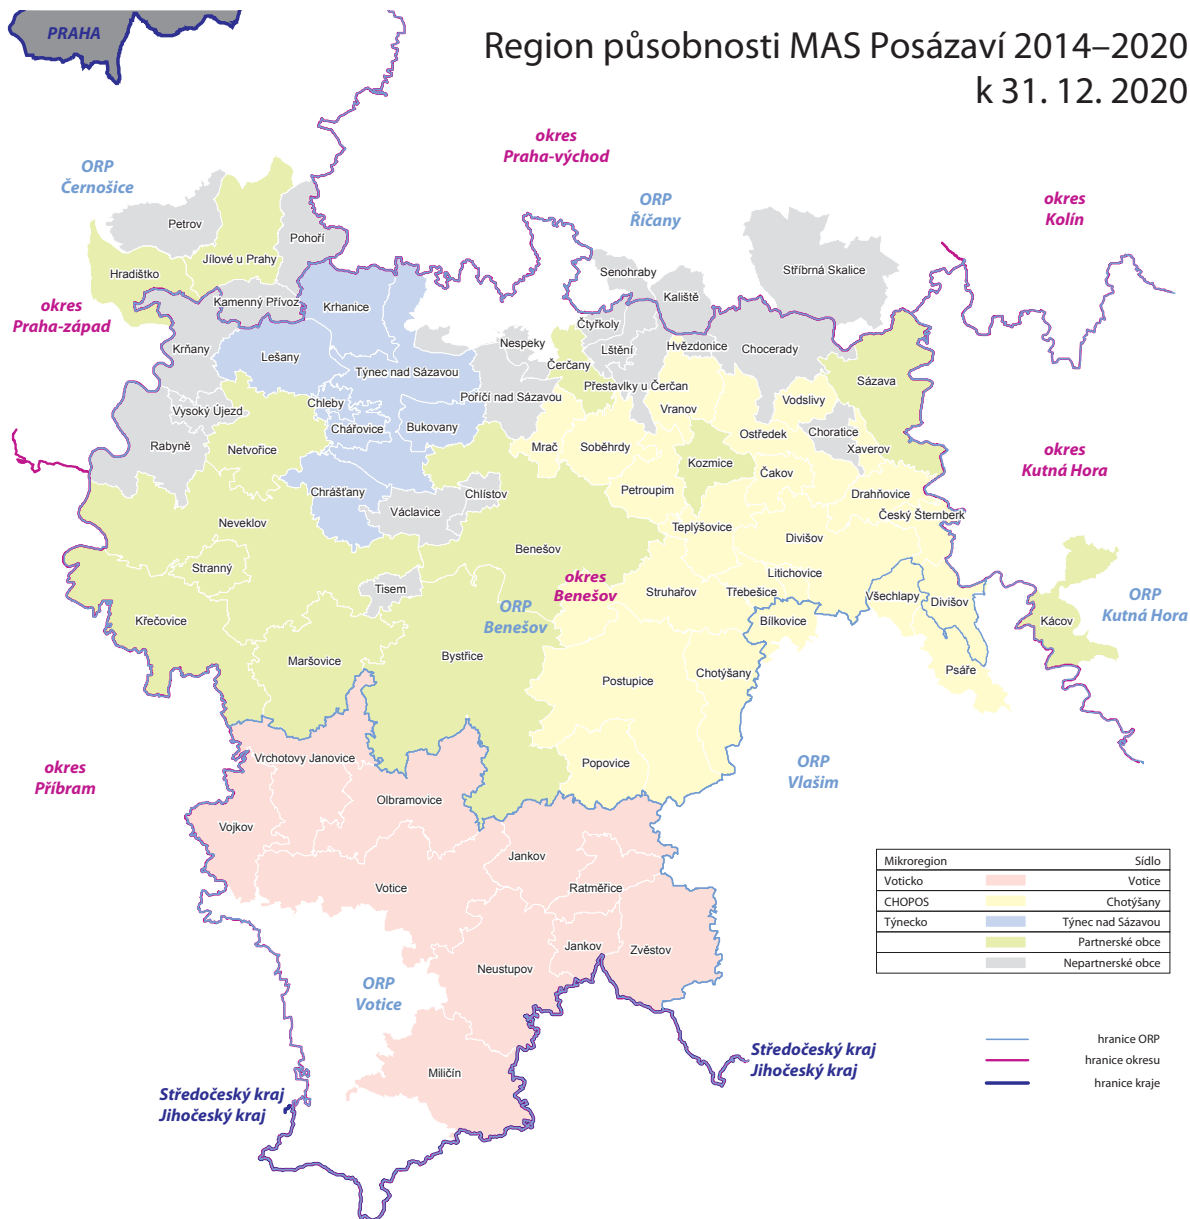 PRAHA
Region působnosti MAS Posázaví 2014–2020
k 31. 12. 2020
okres
Praha-východ
ORP
Černošice
ORP
Říčany
okres
Kolín
Petrov
Pohoří
Jílové u Prahy
Hradištko
Senohraby
Stříbrná Skalice
Kaliště
okres
Praha-západ
Kamenný Přívoz
Krhanice
Čtyřkoly
Krňany
Lešany
Nespeky
Lštění
Hvězdonice
Chocerady
Týnec nad Sázavou
Čerčany
Sázava
Přestavlky u Čerčan
Chleby
Poříčí nad Sázavou
Vodslivy
Vysoký Újezd
Vranov
Chářovice
Bukovany
Ostředek
Choratice
Rabyně
Netvořice
Mrač
Soběhrdy
Xaverov
Kozmice
okres
Kutná Hora
Čakov
Petroupim
Chrášťany
Chlístov
Drahňovice
Václavice
Český Šternberk
Neveklov
Teplýšovice
Divišov
Benešov
Stranný
okres
Benešov
Litichovice
Tisem
Struhařov
Třebešice
Všechlapy
Divišov
ORP
Kutná Hora
ORP
Benešov
Křečovice
Bílkovice
Kácov
Maršovice
Bystřice
Chotýšany
Psáře
Postupice
okres
Příbram
Vrchotovy Janovice
Popovice
ORP
Vlašim
Olbramovice
Vojkov
Jankov
Votice
Ratměřice
Jankov
Zvěstov
Neustupov
ORP
Votice
Miličín
Mikroregion Sídlo
Voticko Votice
CHOPOS Chotýšany
Týnecko Týnec nad Sázavou
Partnerské obce
Nepartnerské obce
hranice ORP
hranice okresu
hranice kraje
Středočeský kraj
Jihočeský kraj
Středočeský kraj
Jihočeský kraj